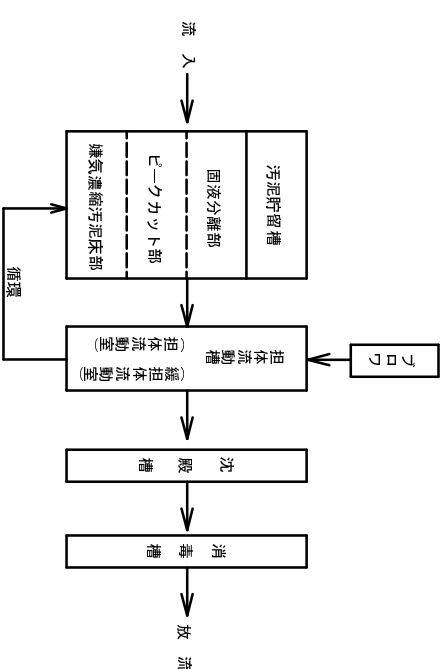 流 入
汚泥貯留槽
固液分離部
ピークカット部
嫌気濃縮汚泥床部
循環
ブロワ
担体流動槽
(担体流動室)
(緩担体流動室)
沈 殿 槽
消 毒 槽
放 流